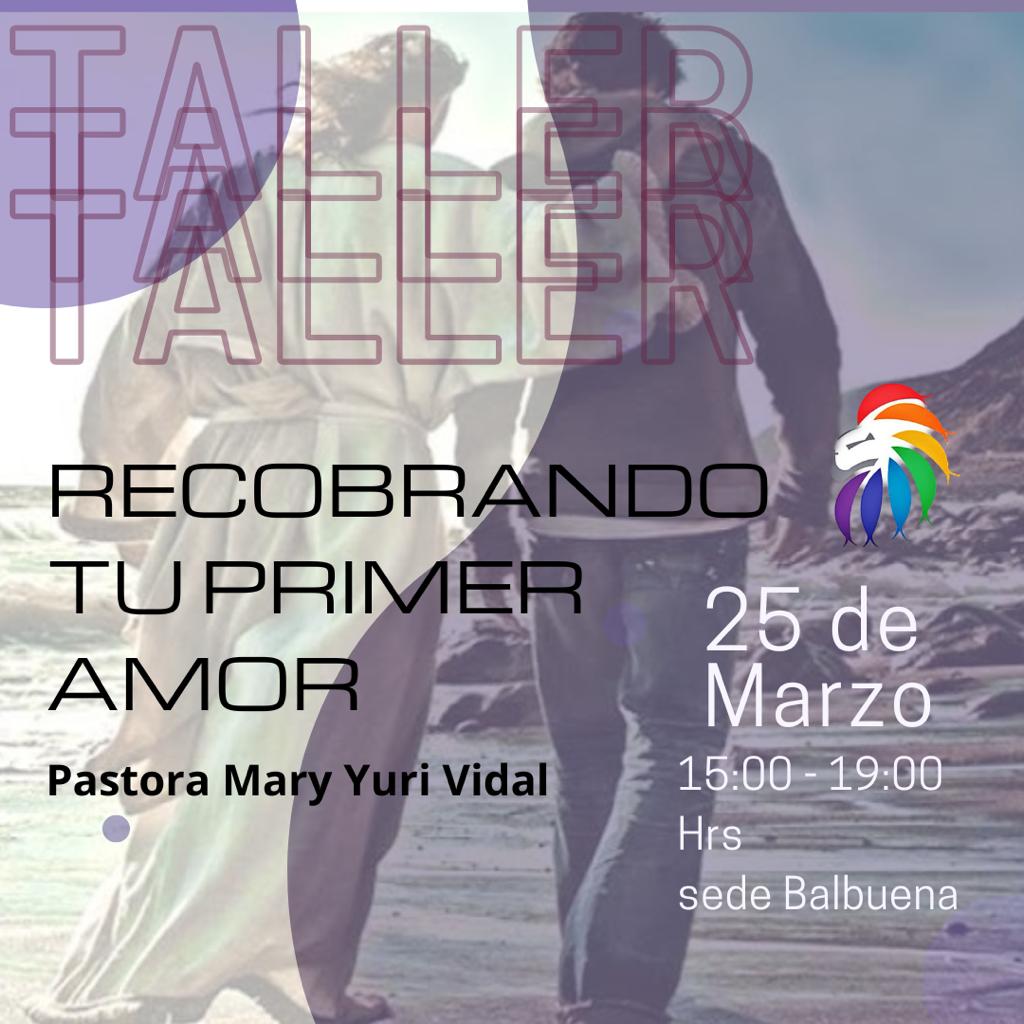 TALLER
TALLER
TALLER
RECOBRANDO
TU PRIMER
AMOR
Pastora Mary Yuri Vidal
25 de
Marzo
15:00 - 19:00
Hrs
sede Balbuena